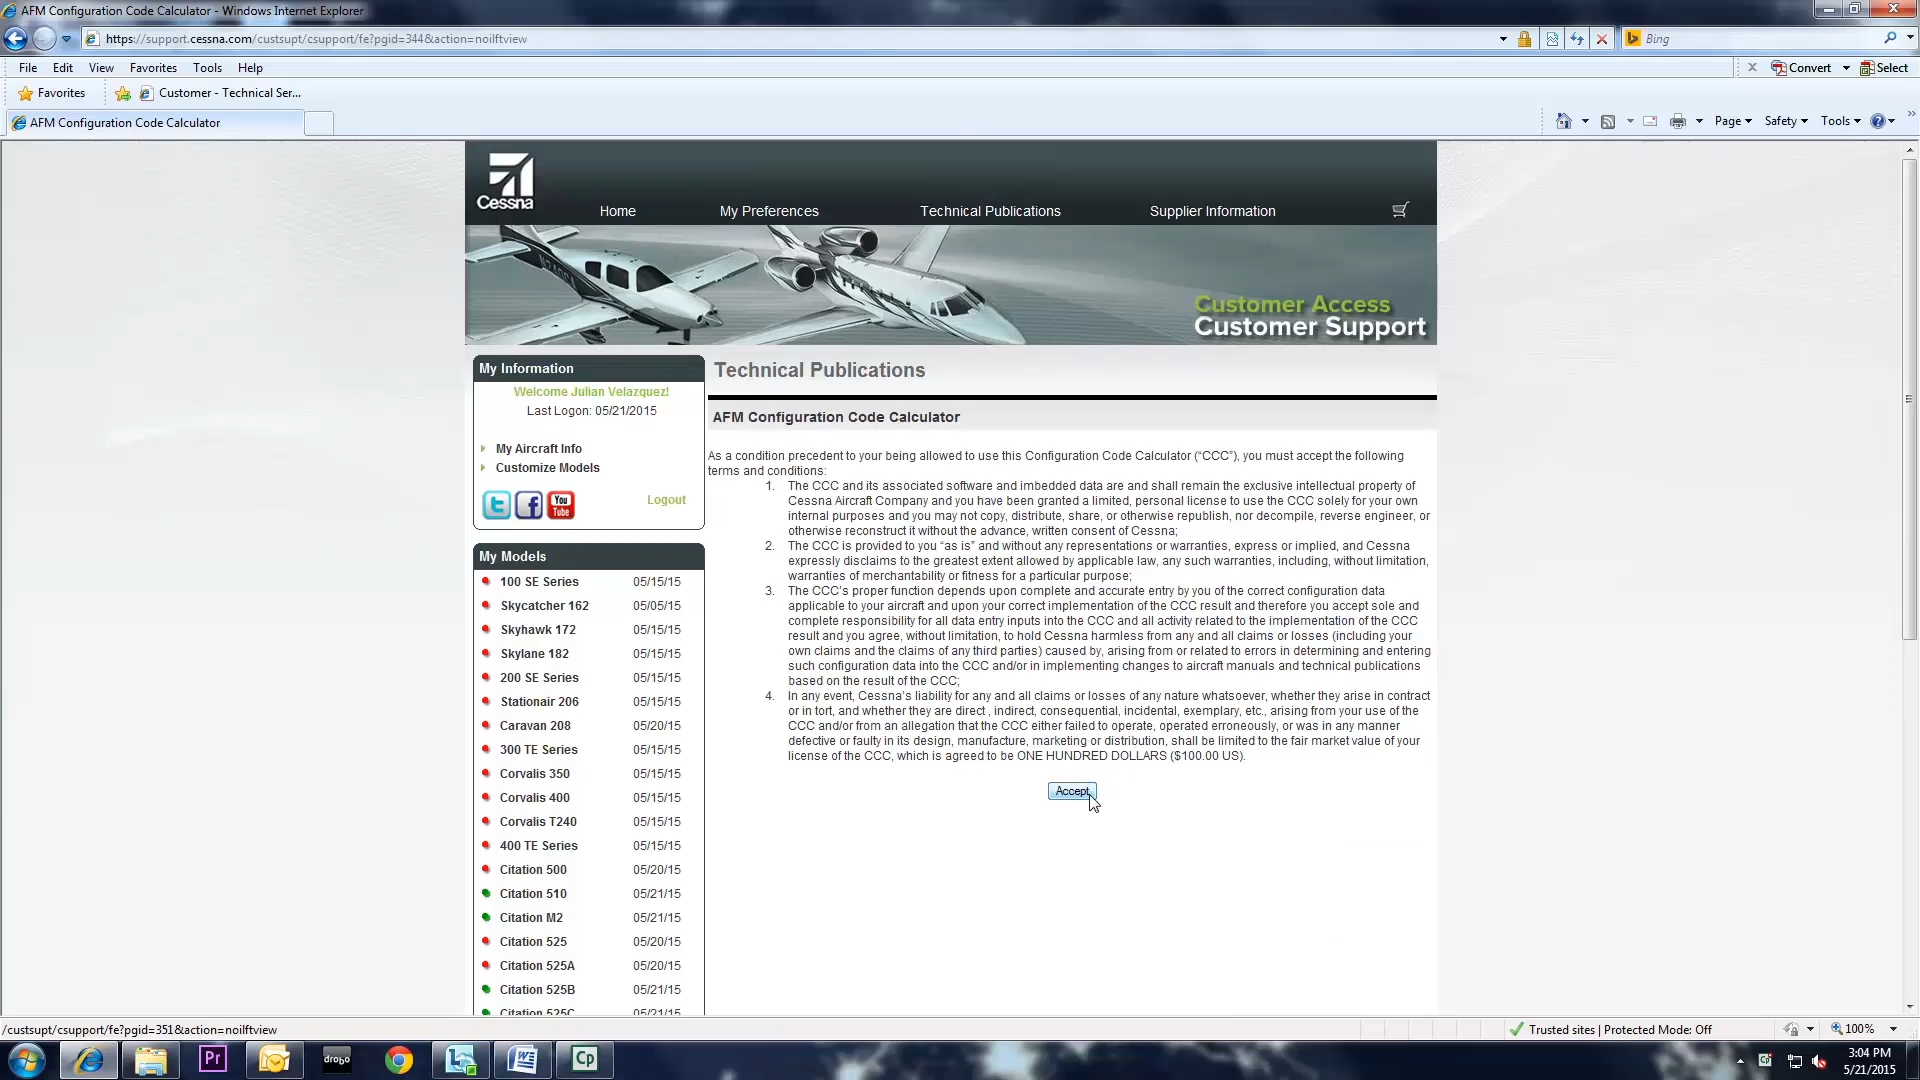 AFM Configuration Code Calculator - Windows Internet Explorer
https://support.cessna.com/custsupt/csupport/fe?pgid=344&action=noilftview
Bing
File Edit View Favorites Tools Help
Convert Select
Favorites Customer - Technical Ser...
AFM Configuration Code Calculator
Page Safety Tools
Cessna
Home My Preferences Technical Publications Supplier Information
Customer Access
Customer Support
My Information
Welcome Julian Velazquez!
Last Logon: 05/21/2015
My Aircraft Info
Customize Models
You Tube
Logout
My Models
100 SE Series 05/15/15
Skycatcher 162 05/05/15
Skyhawk 172 05/15/15
Skylane 182 05/15/15
200 SE Series 05/15/15
Stationair 206 05/15/15
Caravan 208 05/20/15
300 TE Series 05/15/15
Corvalis 350 05/15/15
Corvalis 400 05/15/15
Corvalis T240 05/15/15
400 TE Series 05/15/15
Citation 500 05/20/15
Citation 510 05/21/15
Citation M2 05/21/15
Citation 525 05/20/15
Citation 525A 05/20/15
Citation 525B 05/21/15
Citation 525C 05/21/15
Technical Publications
AFM Configuration Code Calculator
As a condition precedent to your being allowed to use this Configuration Code Calculator (“CCC”), you must accept the following
terms and conditions:
1. The CCC and its associated software and imbedded data are and shall remain the exclusive intellectual property of
Cessna Aircraft Company and you have been granted a limited, personal license to use the CCC solely for your own
internal purposes and you may not copy, distribute, share, or otherwise republish, nor decompile, reverse engineer, or
otherwise reconstruct it without the advance, written consent of Cessna;
2. The CCC is provided to you “as is” and without any representations or warranties, express or implied, and Cessna
expressly disclaims to the greatest extent allowed by applicable law, any such warranties, including, without limitation,
warranties of merchantability or fitness for a particular purpose;
3. The CCC’s proper function depends upon complete and accurate entry by you of the correct configuration data
applicable to your aircraft and upon your correct implementation of the CCC result and therefore you accept sole and
complete responsibility for all data entry inputs into the CCC and all activity related to the implementation of the CCC
result and you agree, without limitation, to hold Cessna harmless from any and all claims or losses (including your
own claims and the claims of any third parties) caused by, arising from or related to errors in determining and entering
such configuration data into the CCC and/or in implementing changes to aircraft manuals and technical publications
based on the result of the CCC;
4. In any event, Cessna’s liability for any and all claims or losses of any nature whatsoever, whether they arise in contract
or in tort, and whether they are direct , indirect, consequential, incidental, exemplary, etc., arising from your use of the
CCC and/or from an allegation that the CCC either failed to operate, operated erroneously, or was in any manner
defective or faulty in its design, manufacture, marketing or distribution, shall be limited to the fair market value of your
license of the CCC, which is agreed to be ONE HUNDRED DOLLARS ($100.00 US).
Accept
/custsupt/csupport/fe?pgid=351&action=noilftview
Trusted sites | Protected Mode: Off
100%
Pr
drobo
Cp
3:04 PM
5/21/2015